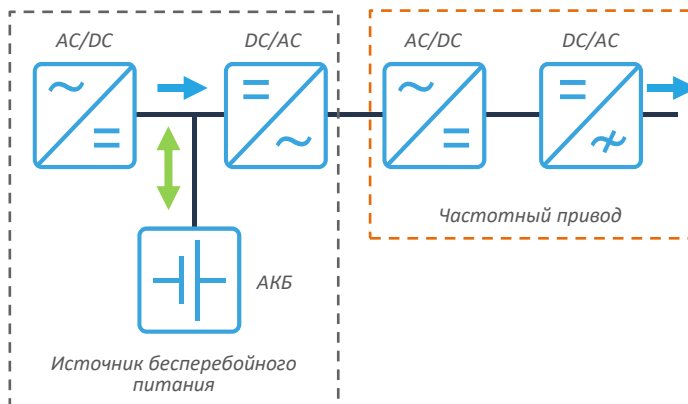 AC/DC
DC/AC
AC/DC
DC/AC
Частотный привод
АКБ
Источник бесперебойного
питания